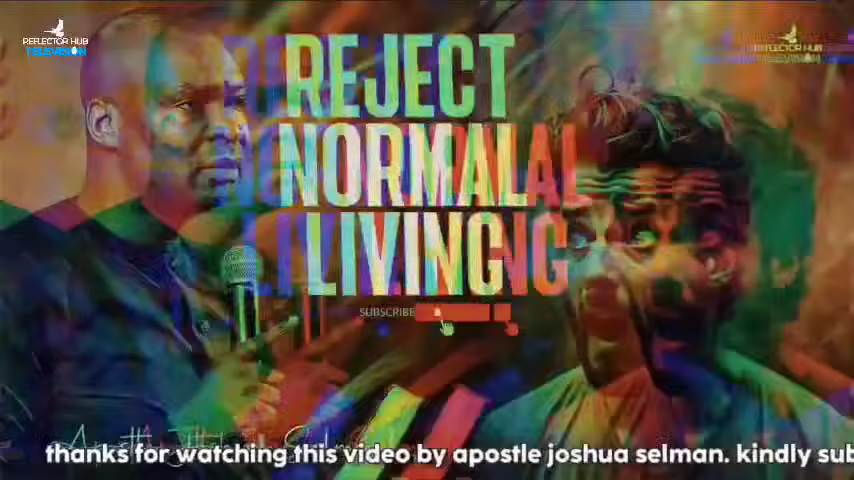 REFLECTOR HUB
TELEVISION
REFLECTOR HUB
TELEVISION
REJECT
NORMAL
LIVING
SUBSCRIBE
thanks for watching this video by apostle joshua selman. kindly sub